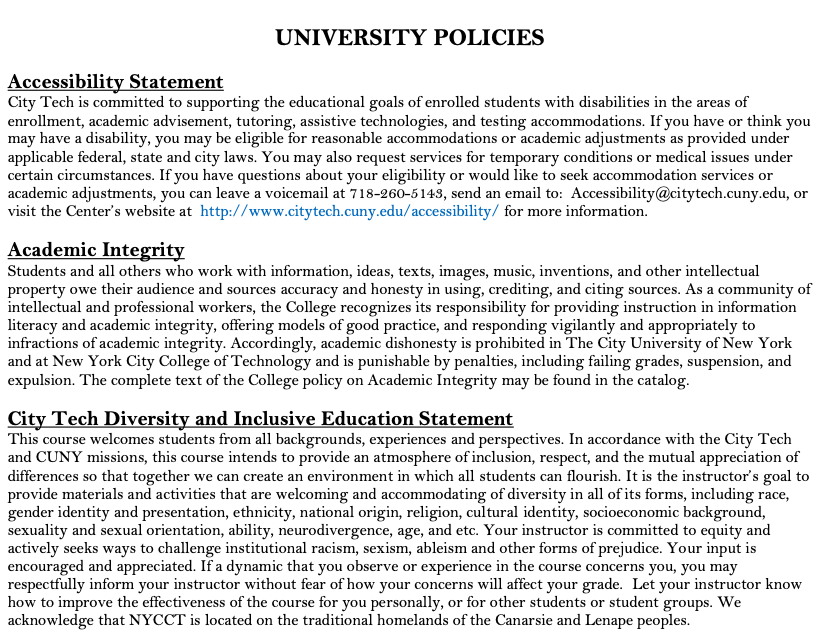 UNIVERSITY POLICIES
Accessibility Statement
City Tech is committed to supporting the educational goals of enrolled students with disabilities in the areas of
enrollment, academic advisement, tutoring, assistive technologies, and testing accommodations. If you have or think you
may have a disability, you may be eligible for reasonable accommodations or academic adjustments as provided under
applicable federal, state and city laws. You may also request services for temporary conditions or medical issues under
certain circumstances. If you have questions about your eligibility or would like to seek accommodation services or
academic adjustments, you can leave a voicemail at 718-260-5143, send an email to:  Accessibility@citytech.cuny.edu, or
visit the Center's website at  http://www.citytech.cuny.edu/accessibility/ for more information.
Academic Integrity
Students and all others who work with information, ideas, texts, images, music, inventions, and other intellectual
property owe their audience and sources accuracy and honesty in using, crediting, and citing sources. As a community of
intellectual and professional workers, the College recognizes its responsibility for providing instruction in information
literacy and academic integrity, offering models of good practice, and responding vigilantly and appropriately to
infractions of academic integrity. Accordingly, academic dishonesty is prohibited in The City University of New York
and at New York City College of Technology and is punishable by penalties, including failing grades, suspension, and
expulsion. The complete text of the College policy on Academic Integrity may be found in the catalog.
City Tech Diversity and Inclusive Education Statement
This course welcomes students from all backgrounds, experiences and perspectives. In accordance with the City Tech
and CUNY missions, this course intends to provide an atmosphere of inclusion, respect, and the mutual appreciation of
differences so that together we can create an environment in which all students can flourish. It is the instructor's goal to
provide materials and activities that are welcoming and accommodating of diversity in all of its forms, including race,
gender identity and presentation, ethnicity, national origin, religion, cultural identity, socioeconomic background,
sexuality and sexual orientation, ability, neurodivergence, age, and etc. Your instructor is committed to equity and
actively seeks ways to challenge institutional racism, sexism, ableism and other forms of prejudice. Your input is
encouraged and appreciated. If a dynamic that you observe or experience in the course concerns you, you may
respectfully inform your instructor without fear of how your concerns will affect your grade.  Let your instructor know
how to improve the effectiveness of the course for you personally, or for other students or student groups. We
acknowledge that NYCCT is located on the traditional homelands of the Canarsie and Lenape peoples.